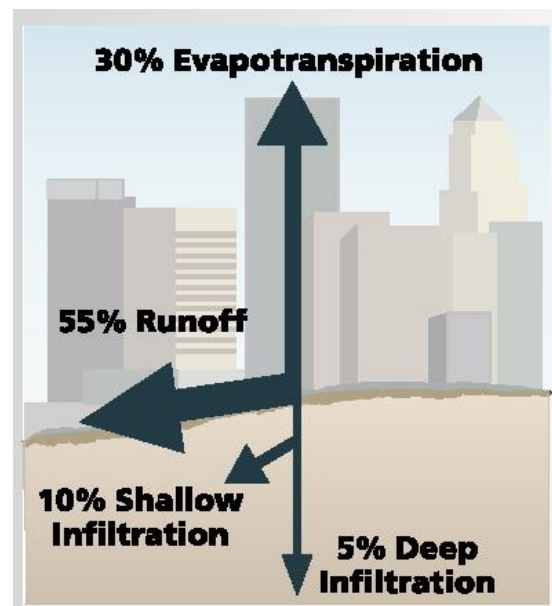 30% Evapotranspiration
55% Runoff
10% Shallow
Infiltration
5% Deep
Infiltration